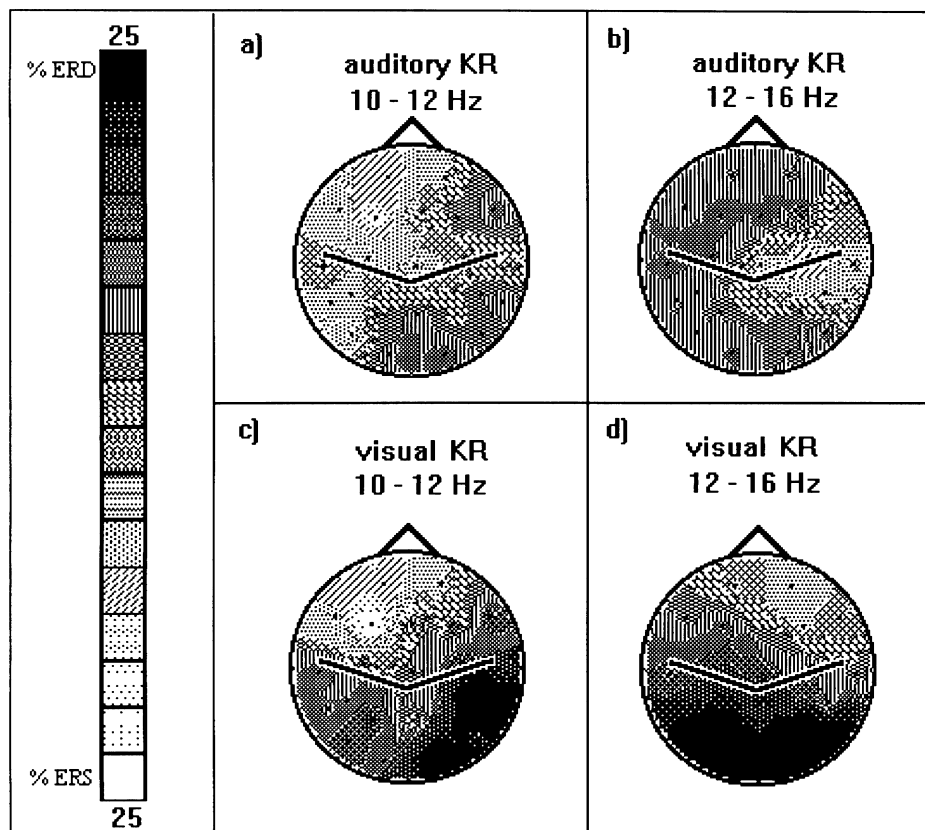 25
% ERD
% ERS
25
a)
auditory KR
10 - 12 Hz
b)
auditory KR
12 - 16 Hz
c)
visual KR
10 - 12 Hz
d)
visual KR
12 - 16 Hz